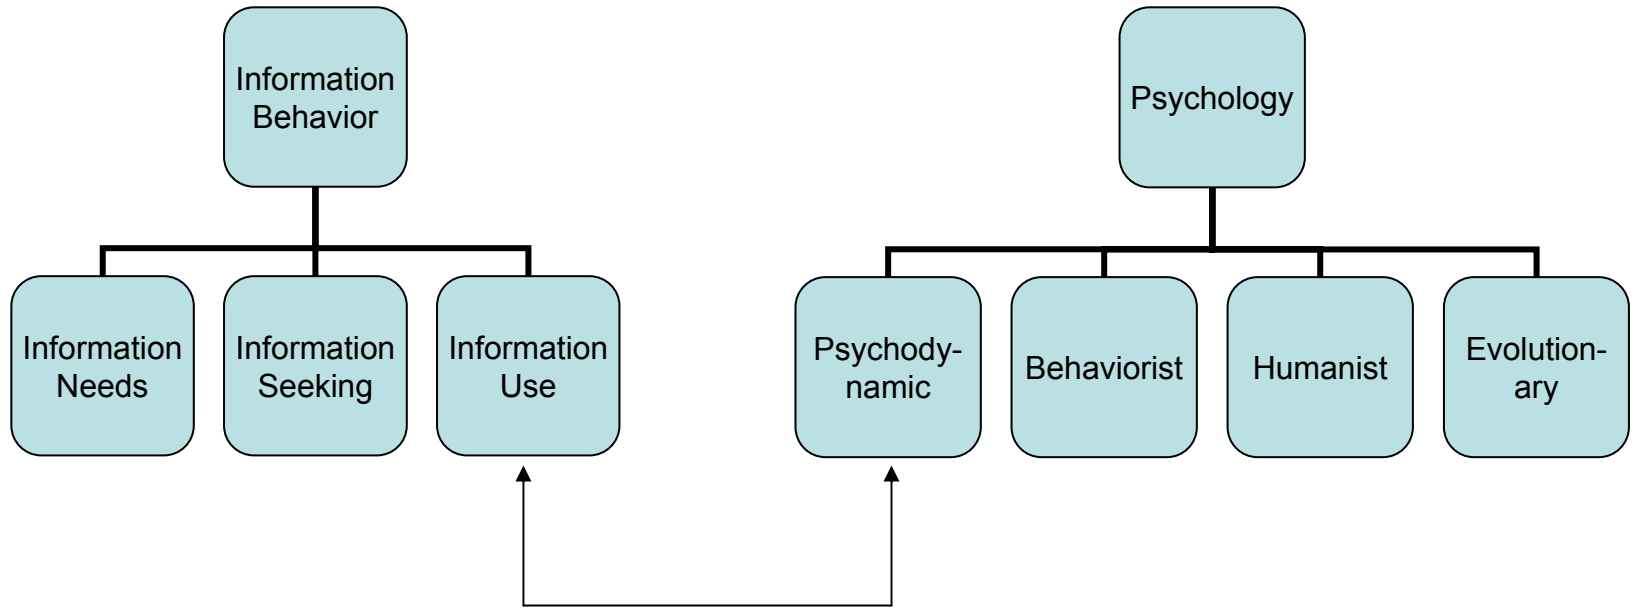 Information
Behavior
Psychology
Information
Needs
Information
Seeking
Information
Use
Psychody-
namic
Behaviorist
Humanist
Evolution-
ary